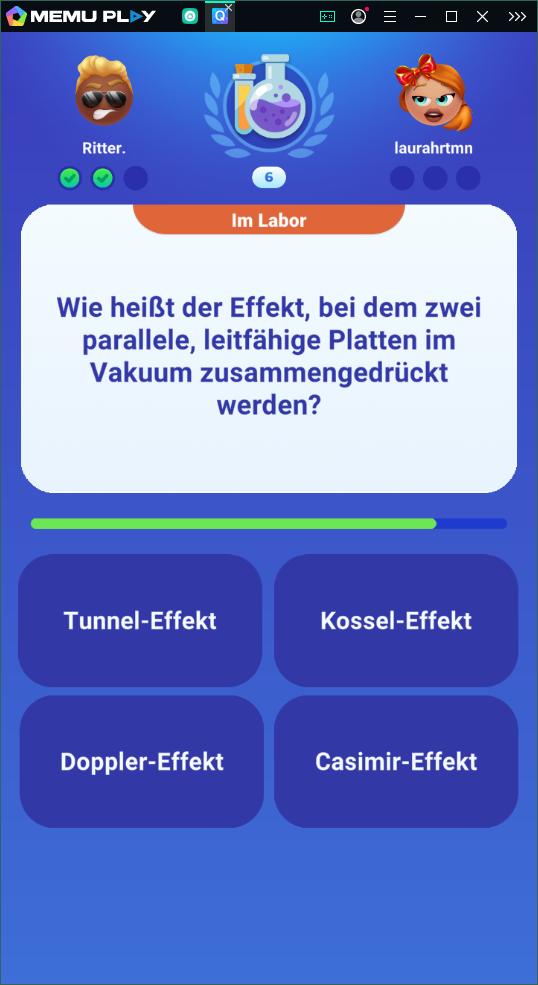 MEMU PLAY
Ritter.
laurahrtmn
6
Im Labor
Wie heißt der Effekt, bei dem zwei
parallele, leitfähige Platten im
Vakuum zusammengedrückt
werden?
Tunnel-Effekt
Kossel-Effekt
Doppler-Effekt
Casimir-Effekt